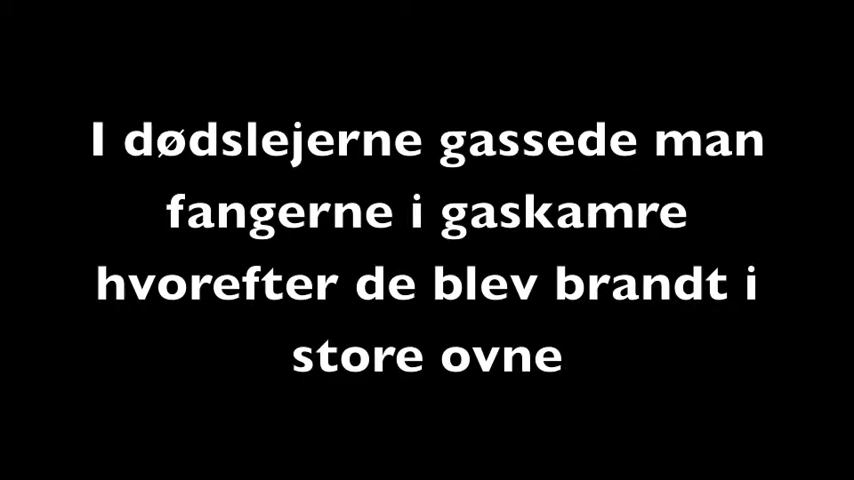 I dødslejerne gassede man
fangerne i gaskamre
hvorefter de blev brandt i
store ovne